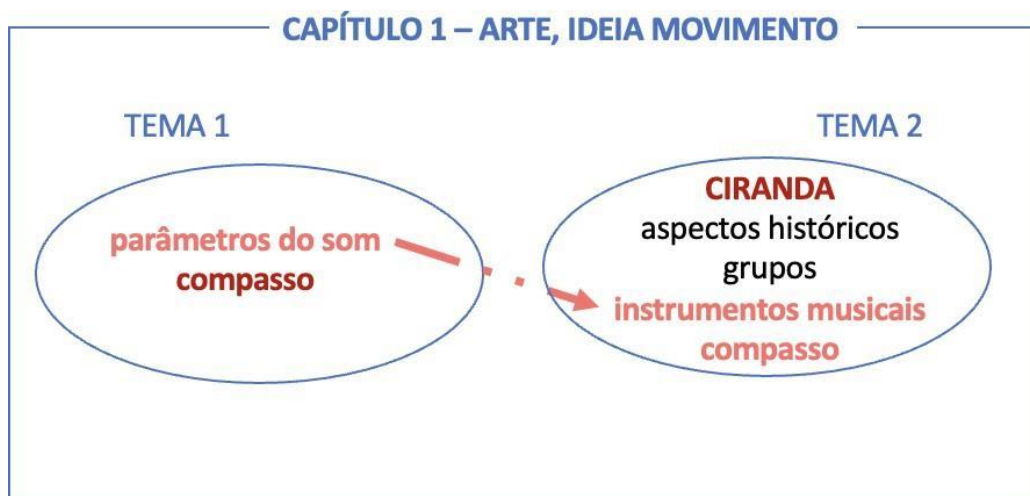 CAPÍTULO 1 – ARTE, IDEIA MOVIMENTO
TEMA 1
parâmetros do som
compasso
TEMA 2
CIRANDA
aspectos históricos
grupos
instrumentos musicais
compasso